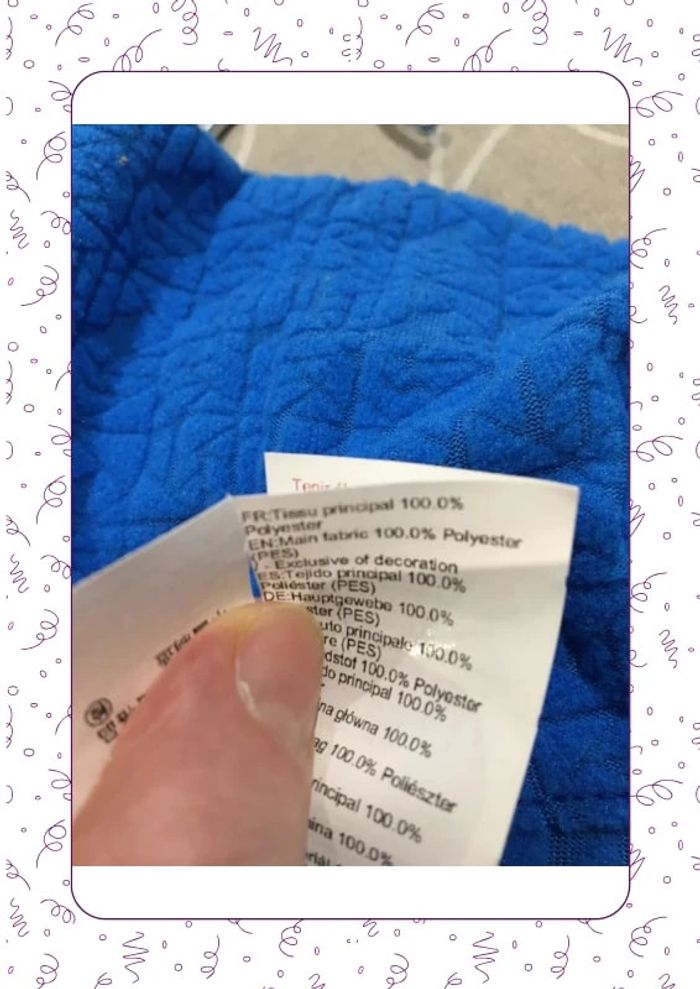 FR:Tissu principal 100.0%
Polyester
EN:Main fabric 100.0% Polyester
(PES)
) - Exclusive of decoration
ES:Tejido principal 100.0%
Poliéster (PES)
DE:Hauptgewebe 100.0%
ster (PES)
uto principale 100.0%
re (PES)
dstof 100.0% Polyester
do principal 100.0%
na główna 100.0%
ag 100.0% Poliészter
rincipal 100.0%
ina 100.0%